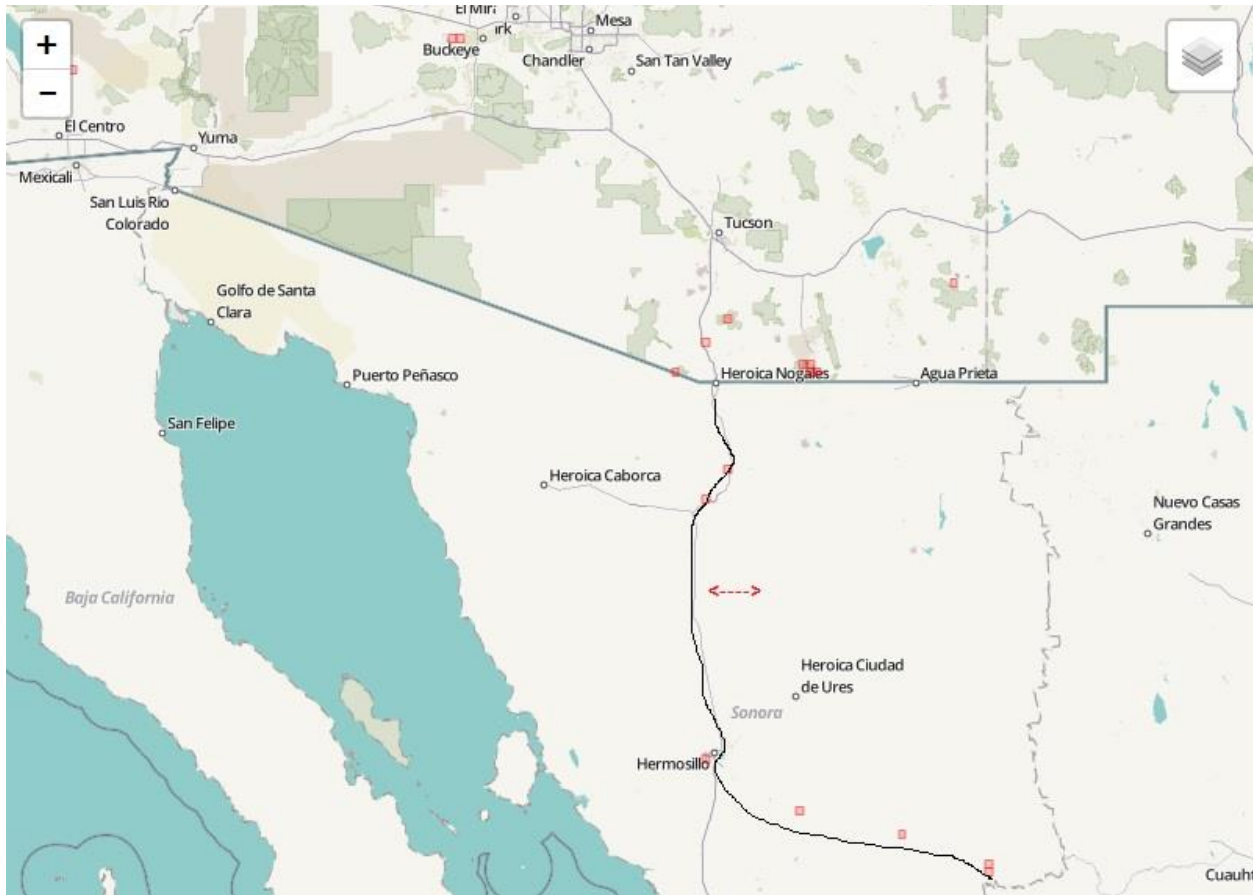 El Mira
rk
Mesa
+
Buckeye
Chandler
San Tan Valley
−
El Centro
Yuma
Mexicali
San Luis Rio
Colorado
Tucson
Golfo de Santa
Clara
Puerto Peñasco
Heroica Nogales
Agua Prieta
San Felipe
Heroica Caborca
Nuevo Casas
Grandes
Baja California
<---->
Heroica Ciudad
de Ures
Sonora
Hermosillo
Cuauht